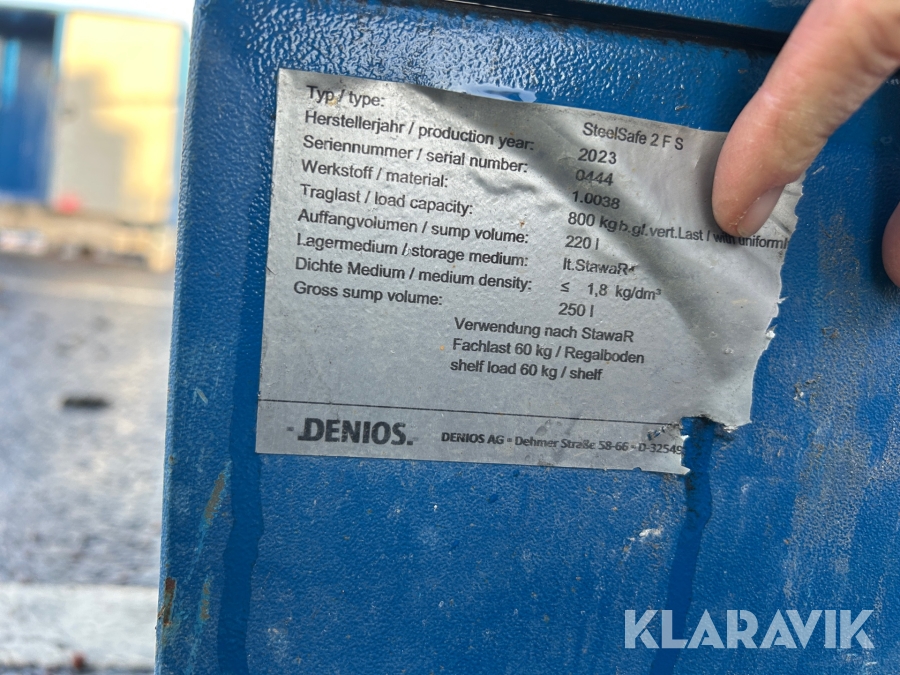 Typ / type: SteelSafe 2 F S
Herstellerjahr / production year: 2023
Seriennummer / serial number: 0444
Werkstoff / material: 1.0038
Traglast / load capacity: 800 kg b.gl.vert.Last / with uniform
Auffangvolumen / sump volume: 220 l
Lagermedium / storage medium: lt.StawaR
Dichte Medium / medium density: ≤ 1,8 kg/dm³
Gross sump volume: 250 l
Verwendung nach StawaR
Fachlast 60 kg / Regalboden
shelf load 60 kg / shelf
DENIOS. DENIOS AG - Dehmer Straße 58-66 - D-32549
KLARAVIK